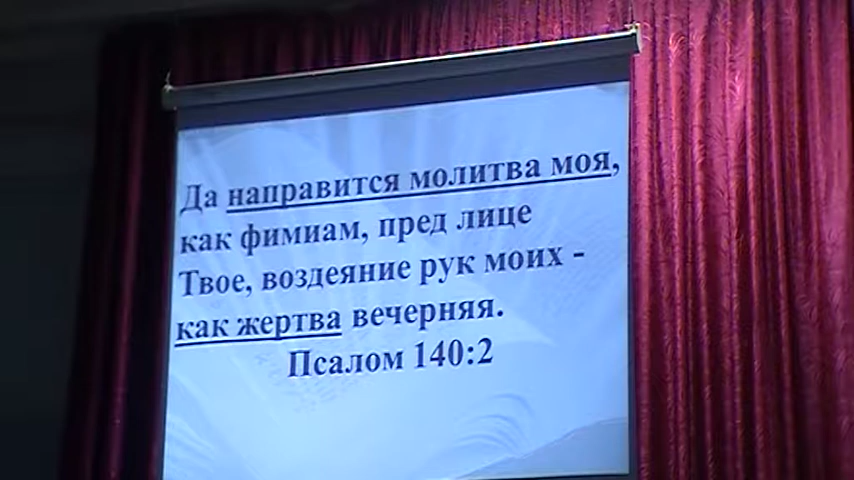 Да направится молитва моя,
как фимиам, пред лице
Твое, воздеяние рук моих -
как жертва вечерняя.
Псалом 140:2